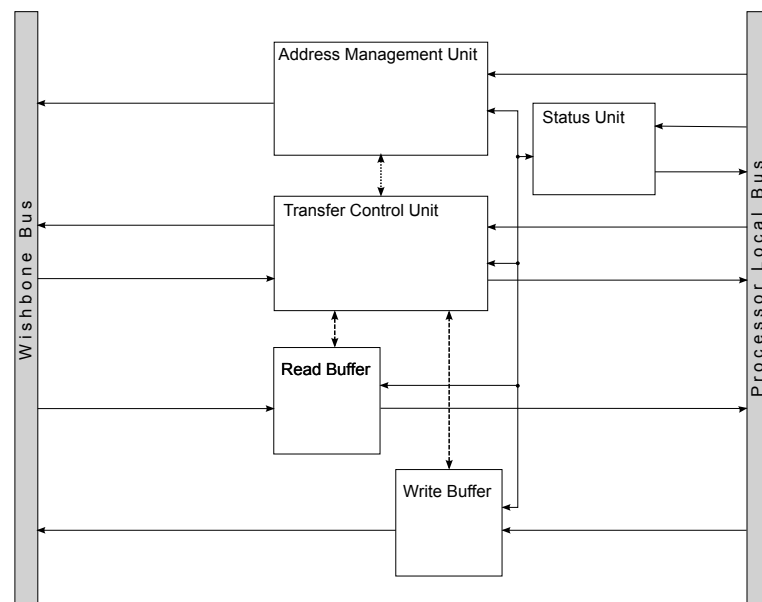 Address Management Unit
Status Unit
Transfer Control Unit
Read Buffer
Write Buffer
Wishbone Bus
Processor Local Bus